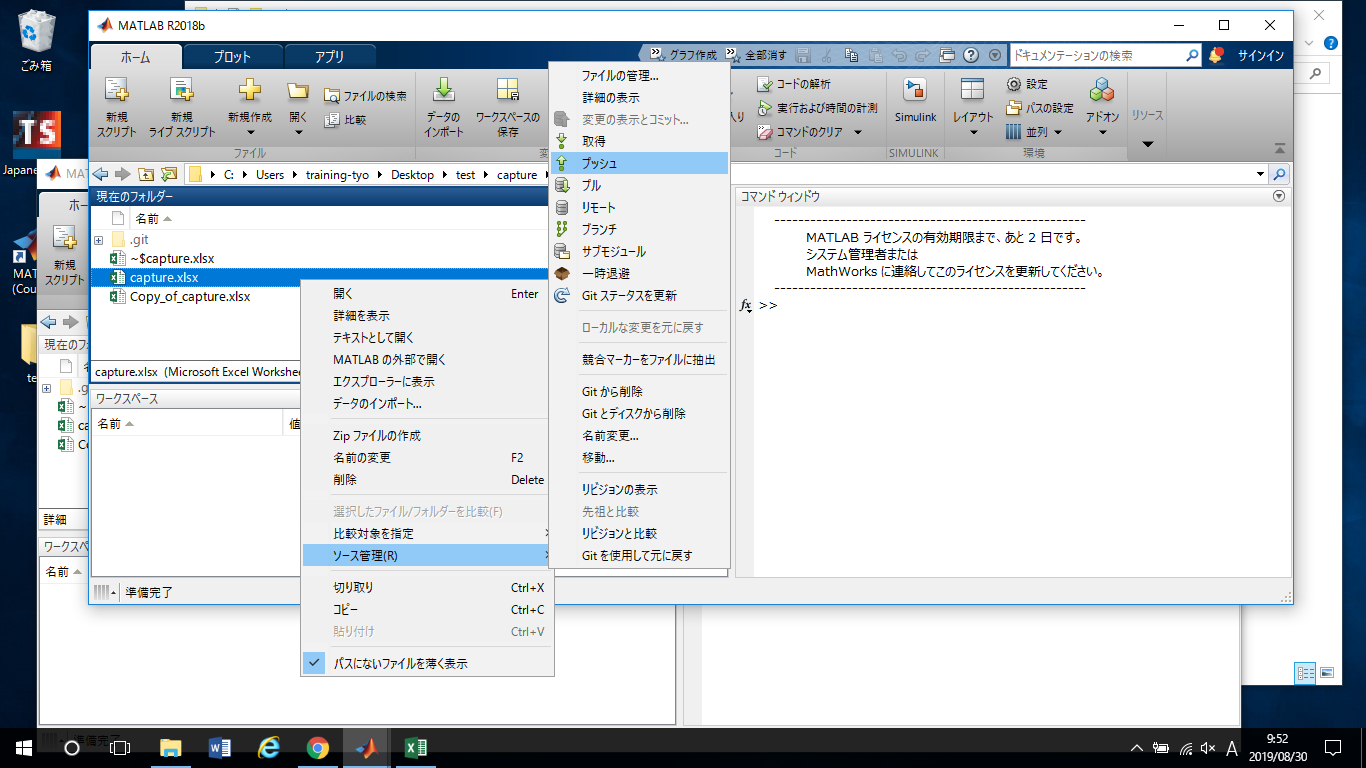 ごみ箱
MATLAB R2018b
ホーム
プロット
アプリ
グラフ作成
全部消す
ドキュメンテーションの検索
サインイン
新規
スクリプト
新規
ライブ スクリプト
新規作成
開く
ファイルの検索
比較
データの
インポート
ワークスペースの
保存
コードの解析
実行および時間の計測
コマンドのクリア
Simulink
レイアウト
設定
パスの設定
並列
アドオン
リソース
ファイル
変
コード
SIMULINK
環境
C:
Users
training-tyo
Desktop
test
capture
現在のフォルダー
名前
.git
~$capture.xlsx
capture.xlsx
Copy_of_capture.xlsx
capture.xlsx (Microsoft Excel Workshe
ワークスペース
名前
値
準備完了
開く Enter
詳細を表示
テキストとして開く
MATLAB の外部で開く
エクスプローラーに表示
データのインポート...
Zip ファイルの作成
名前の変更 F2
削除 Delete
選択したファイル/フォルダーを比較(F)
比較対象を指定
ソース管理(R)
切り取り Ctrl+X
コピー Ctrl+C
貼り付け Ctrl+V
パスにないファイルを薄く表示
ファイルの管理...
詳細の表示
変更の表示とコミット...
取得
プッシュ
プル
リモート
ブランチ
サブモジュール
一時退避
Git ステータスを更新
ローカルな変更を元に戻す
競合マーカーをファイルに抽出
Git から削除
Git とディスクから削除
名前変更...
移動...
リビジョンの表示
先祖と比較
リビジョンと比較
Git を使用して元に戻す
コマンド ウィンドウ
MATLAB ライセンスの有効期限まで、あと 2 日です。
システム管理者または
MathWorks に連絡してこのライセンスを更新してください。
fx >>
TS
Japane
MAT
(Cou
te
MA
ホー
新規
スクリプト
現在のフ
.g
~
ca
Co
詳細
ワークスペ
名前
準備完了
A
9:52
2019/08/30